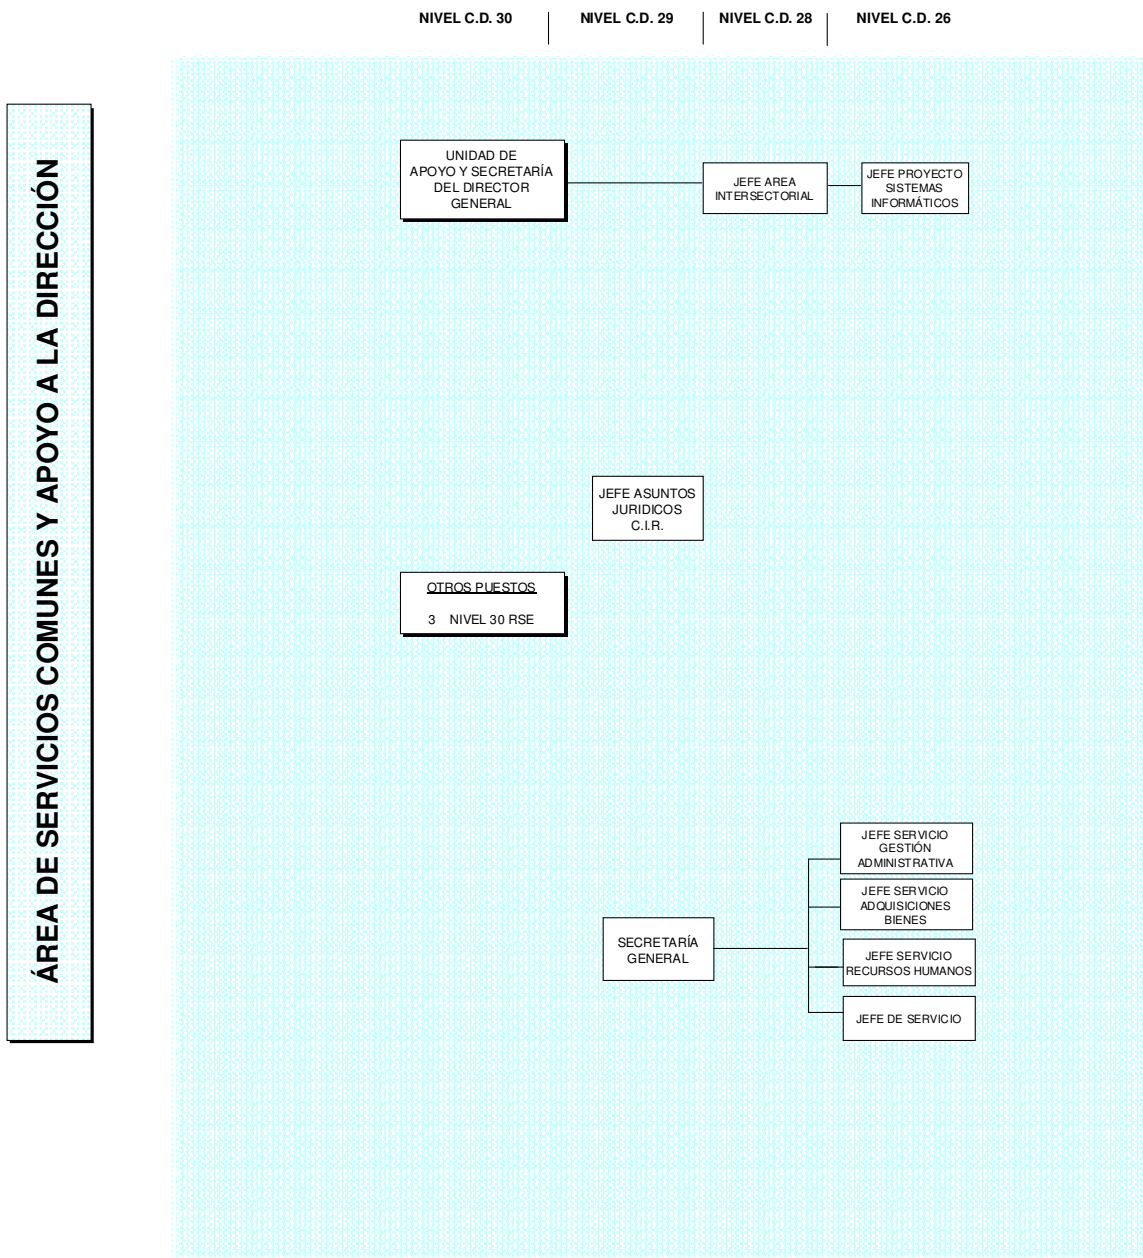 NIVEL C.D. 30
NIVEL C.D. 29
NIVEL C.D. 28
NIVEL C.D. 26
ÁREA DE SERVICIOS COMUNES Y APOYO A LA DIRECCIÓN
UNIDAD DE
APOYO Y SECRETARÍA
DEL DIRECTOR
GENERAL
JEFE AREA
INTERSECTORIAL
JEFE PROYECTO
SISTEMAS
INFORMÁTICOS
JEFE ASUNTOS
JURIDICOS
C.I.R.
OTROS PUESTOS
3 NIVEL 30 RSE
SECRETARÍA
GENERAL
JEFE SERVICIO
GESTIÓN
ADMINISTRATIVA
JEFE SERVICIO
ADQUISICIONES
BIENES
JEFE SERVICIO
RECURSOS HUMANOS
JEFE DE SERVICIO